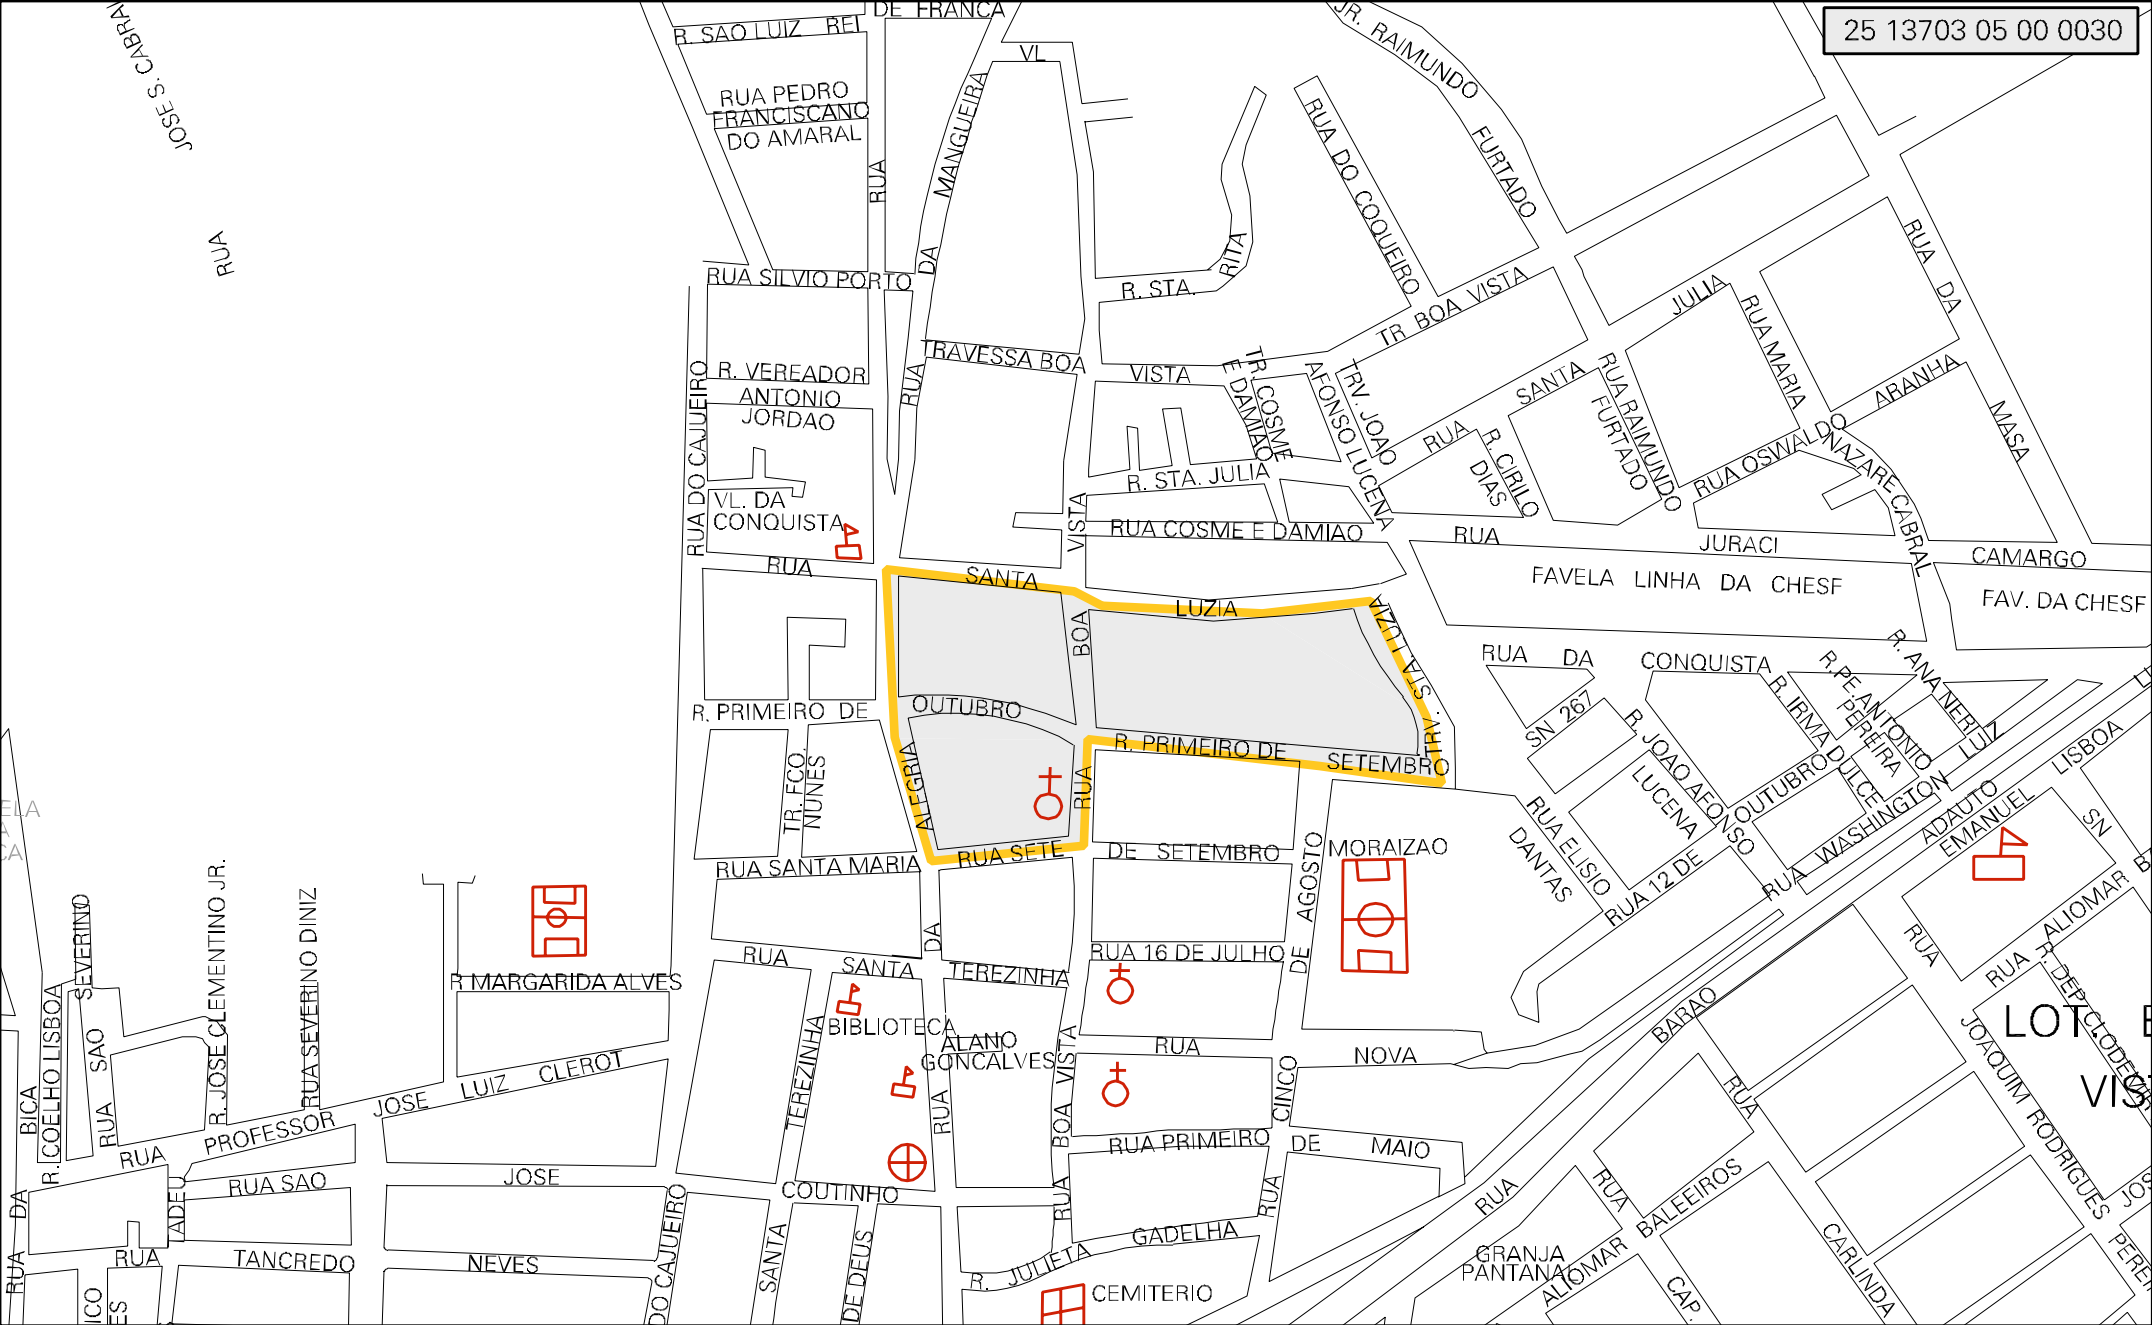 25 13703 05 00 0030
DE FRANCA
R. SAO LUIZ REI
JOSE S. CABRAL
RUA
VL
JR. RAIMUNDO
FURTADO
RUA PEDRO
FRANCISCANO
DO AMARAL
RUA
RUA DA MANGUEIRA
RUA DO COQUEIRO
RUA SILVIO PORTO
R. STA. RITA
TR BOA VISTA
JULIA
RUA DA
MASA
RUA MARIA
TRAVESSA BOA
VISTA
R. VEREADOR
ANTONIO
JORDAO
RUA DO CAJUEIRO
TR. COSME
E DAMIAO
AFONSO LUCENA
TRV. JOAO
RUA SANTA
RUA RAIMUNDO
FURTADO
R. CIRILO
DIAS
RUA OSWALDO
ARANHA
NAZARE CABRAL
VL. DA
CONQUISTA
R. STA. JULIA
VISTA
RUA COSME E DAMIAO
RUA
JURACI
CAMARGO
RUA
SANTA
LUZIA
FAVELA LINHA DA CHESF
FAV. DA CHESF
BOA
TRV. STA. LUZIA
RUA DA
CONQUISTA
R. ANA NERI
R.PE. ANTONIO
PEREIRA
R. IRMA DULCE
SN 267
R. JOAO AFONSO
LUCENA
LUIZ
LISBOA
R. PRIMEIRO DE
OUTUBRO
R. PRIMEIRO DE
SETEMBRO
TR. FCO.
NUNES
ALEGRIA
RUA
RUA ELISIO
DANTAS
OUTUBRO
RUA 12 DE
RUA WASHINGTON
ADAUTO
EMANUEL
SN
MORAIZAO
RUA SANTA MARIA
RUA SETE
DE SETEMBRO
AGOSTO
DE
RUA
ALIOMAR
SEVERINO
R. JOSE CLEMENTINO JR.
RUA SEVERINO DINIZ
DA
RUA 16 DE JULHO
RUA
SANTA
TEREZINHA
R MARGARIDA ALVES
R. COELHO LISBOA
RUA SAO
BICA
BIBLIOTECA
ALANO
GONCALVES
TEREZINHA
RUA
BOA VISTA
RUA
NOVA
BARAO
RUA
R. DEP. CLODEMIR
LOT.
JOAQUIM RODRIGUES
CINCO
JOSE LUIZ CLEROT
PROFESSOR
RUA
RUA PRIMEIRO DE MAIO
RUA
RUA SAO
JOSE
COUTINHO
TADEU
RUA DA
RUA
RUA
RUA
RUA
RUA
BALEEIROS
ALIOMAR
RUA
TANCREDO
NEVES
DO CAJUEIRO
SANTA
DE DEUS
R. JULIETA GADELHA
CEMITERIO
GRANJA
PANTANAL
CAP.
CARLINDA